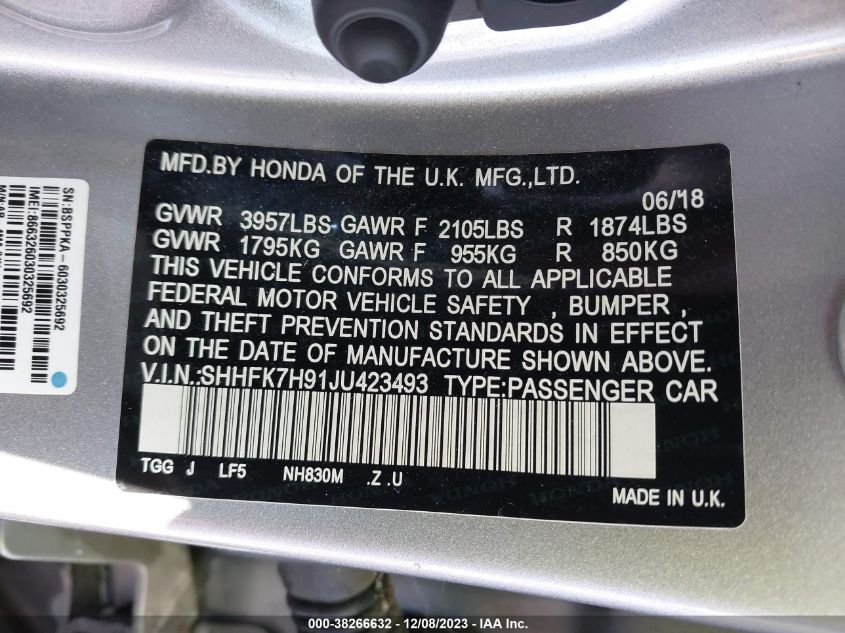 MFD.BY HONDA OF THE U.K. MFG.,LTD.
06/18
GVWR 3957LBS GAWR F 2105LBS R 1874LBS
GVWR 1795KG GAWR F 955KG R 850KG
THIS VEHICLE CONFORMS TO ALL APPLICABLE
FEDERAL MOTOR VEHICLE SAFETY , BUMPER ,
AND THEFT PREVENTION STANDARDS IN EFFECT
ON THE DATE OF MANUFACTURE SHOWN ABOVE.
V.I.N.:SHHFK7H91JU423493 TYPE:PASSENGER CAR
TGG J LF5 NH830M .Z .U
MADE IN U.K.
SN:BSPPKA-6030325692
IMEI:866326030325692
000-38266632 - 12/08/2023 - IAA Inc.